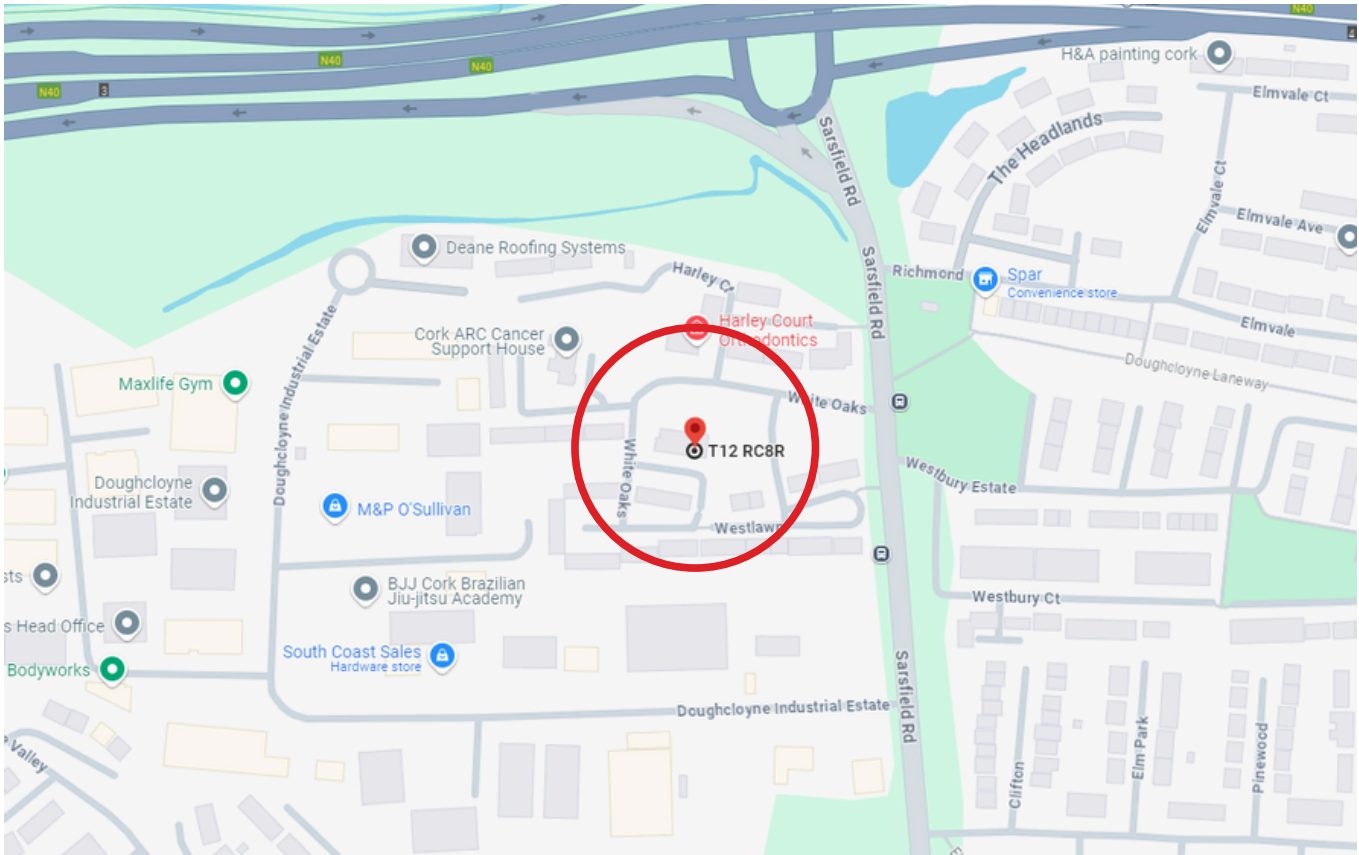 N40
N40
N40
N40
3
4
H&A painting cork
Elmvale Ct
The Headlands
Sarsfield Rd
Elmvale Ct
Elmvale Ave
Deane Roofing Systems
Harley Ct
Sarsfield Rd
Richmond
Spar
Convenience store
Elmvale
Doughcloyne Laneway
Harley Court
Orthodontics
Cork ARC Cancer
Support House
Doughcloyne Industrial Estate
Maxlife Gym
White Oaks
T12 RC8R
White Oaks
Westbury Estate
Doughcloyne
Industrial Estate
M&P O'Sullivan
Westlawn
BJJ Cork Brazilian
Jiu-jitsu Academy
Westbury Ct
s Head Office
South Coast Sales
Hardware store
Bodyworks
Sarsfield Rd
Doughcloyne Industrial Estate
Valley
Clifton
Elm Park
Pinewood